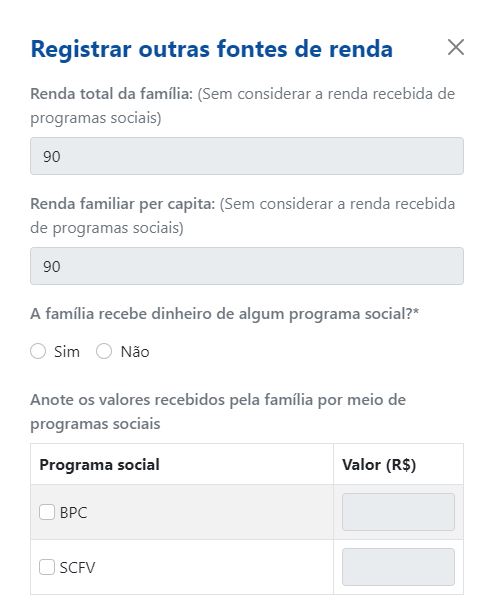 Registrar outras fontes de renda
Renda total da família: (Sem considerar a renda recebida de
programas sociais)
90
Renda familiar per capita: (Sem considerar a renda recebida
de programas sociais)
90
A família recebe dinheiro de algum programa social?*
Sim Não
Anote os valores recebidos pela família por meio de
programas sociais
Programa social Valor (R$)
BPC
SCFV